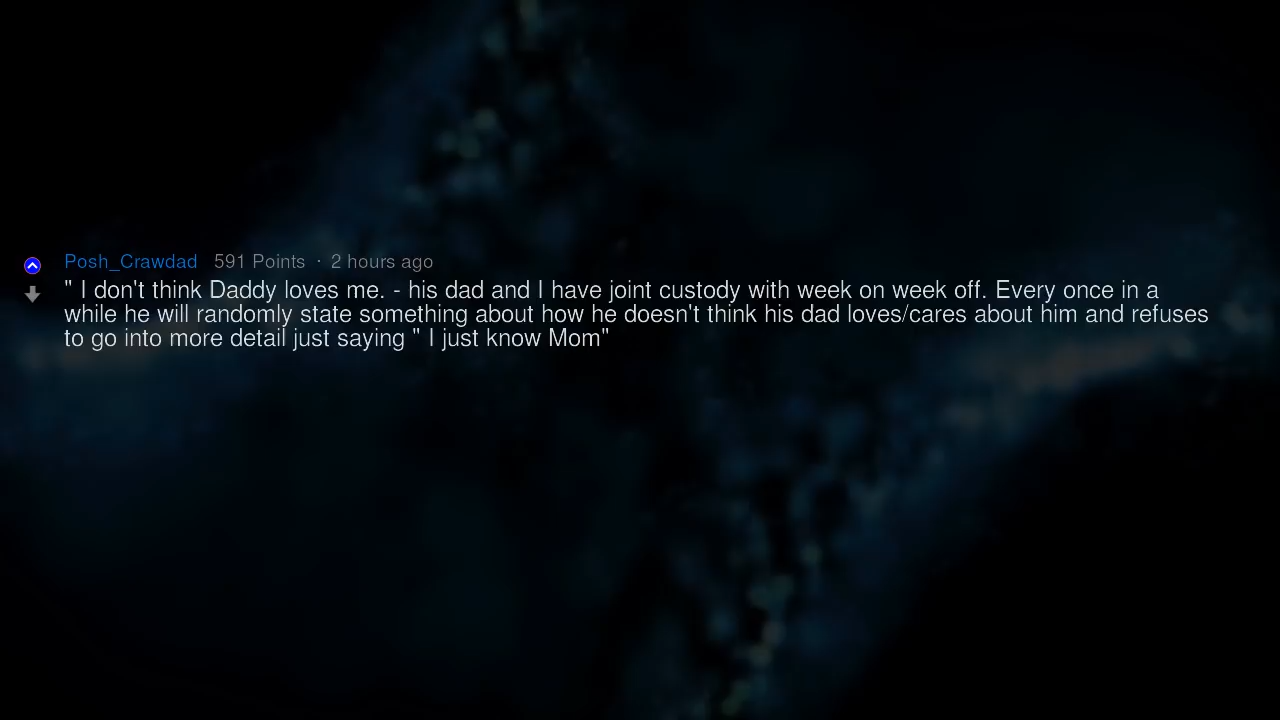 Posh_Crawdad 591 Points · 2 hours ago
" I don't think Daddy loves me. - his dad and I have joint custody with week on week off. Every once in a
while he will randomly state something about how he doesn't think his dad loves/cares about him and refuses
to go into more detail just saying " I just know Mom"